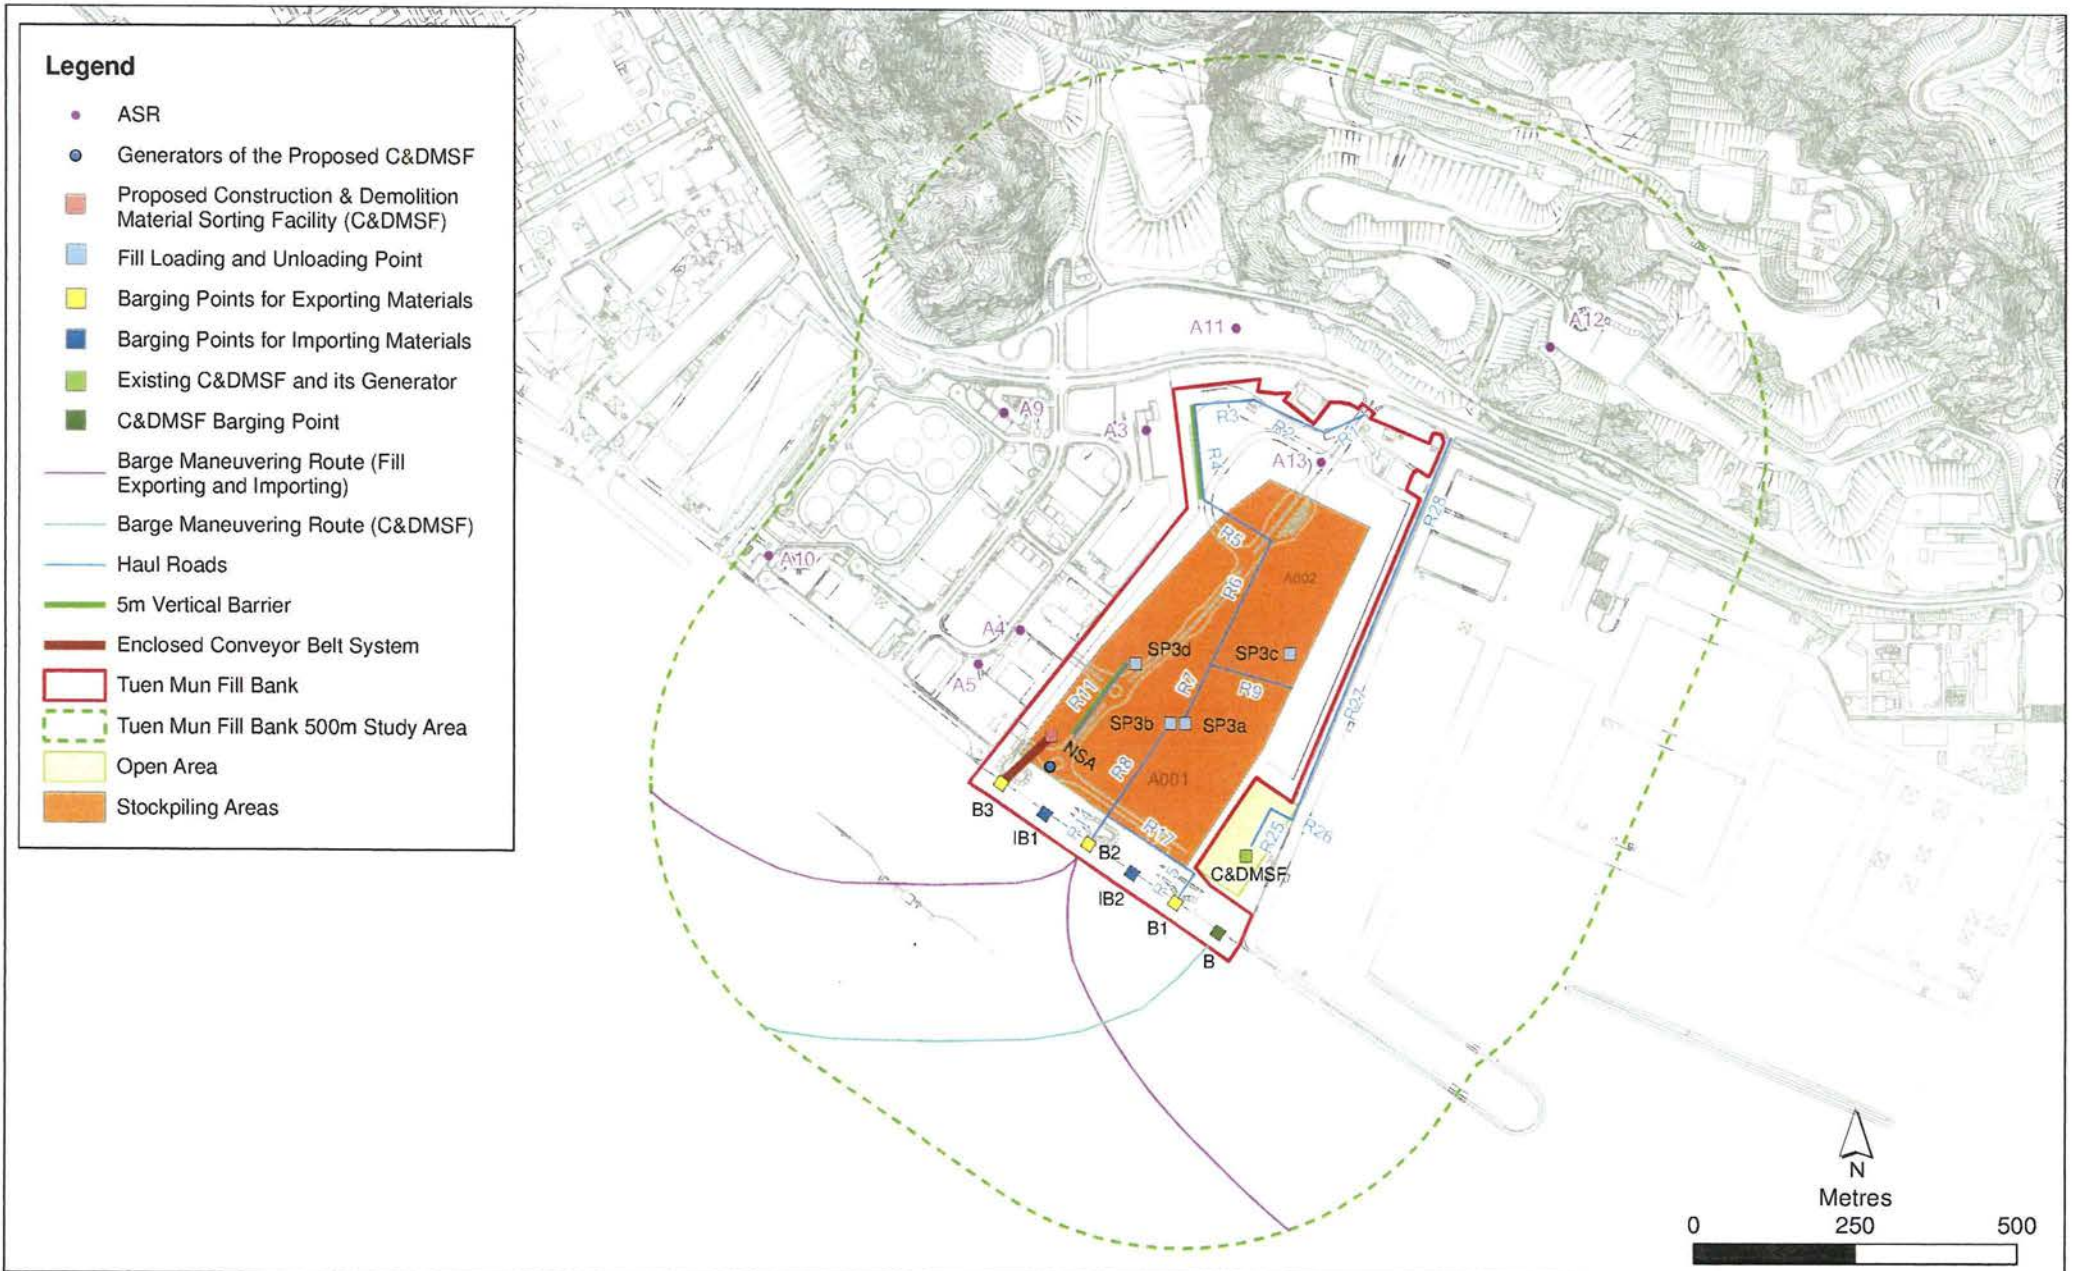 Legend
ASR
Generators of the Proposed C&DMSF
Proposed Construction & Demolition
Material Sorting Facility (C&DMSF)
Fill Loading and Unloading Point
Barging Points for Exporting Materials
Barging Points for Importing Materials
Existing C&DMSF and its Generator
C&DMSF Barging Point
Barge Maneuvering Route (Fill
Exporting and Importing)
Barge Maneuvering Route (C&DMSF)
Haul Roads
5m Vertical Barrier
Enclosed Conveyor Belt System
Tuen Mun Fill Bank
Tuen Mun Fill Bank 500m Study Area
Open Area
Stockpiling Areas
A11
A12
A9
A3
R3
R2
R1
R4
A13
R28
R5
A10
A002
R6
A4
SP3d
SP3c
A5
R11
R7
R9
R27
SP3b
SP3a
NSA
R8
A001
B3
IB1
B2
R17
R25
R26
C&DMSF
IB2
B1
B
N
Metres
0
250
500